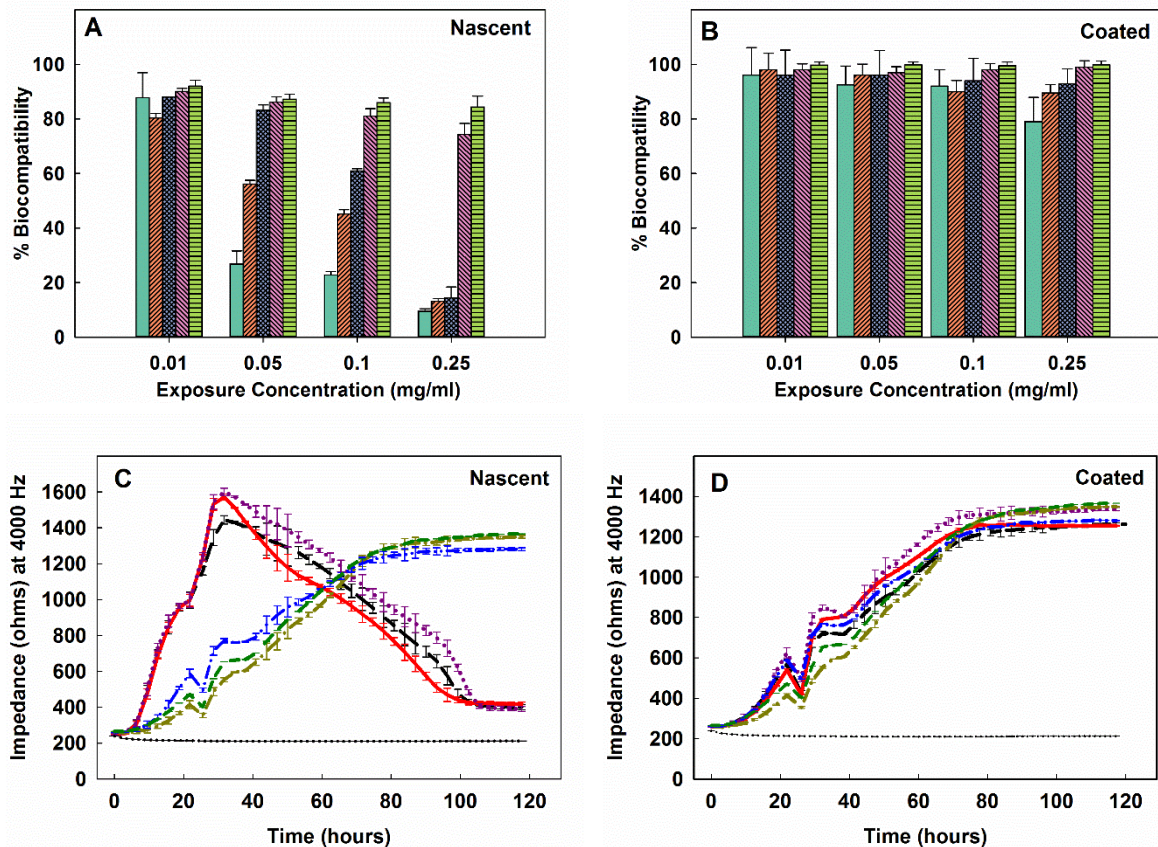 A
Nascent
% Biocompatibility
100
80
60
40
20
0
0.01 0.05 0.1 0.25
Exposure Concentration (mg/ml)
B
Coated
% Biocompatility
100
80
60
40
20
0
0.01 0.05 0.1 0.25
Exposure Concentration (mg/ml)
C
Nascent
Impedance (ohms) at 4000 Hz
1600
1400
1200
1000
800
600
400
200
0
0 20 40 60 80 100 120
Time (hours)
D
Coated
Impedance (ohms) at 4000 Hz
1400
1200
1000
800
600
400
200
0
0 20 40 60 80 100 120
Time (hours)